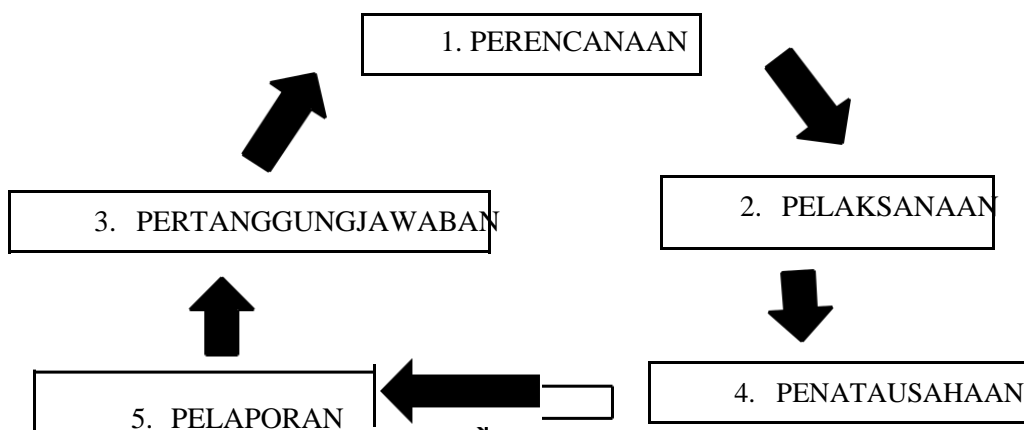 1. PERENCANAAN
3. PERTANGGUNGJAWABAN
2. PELAKSANAAN
4. PENATAUSAHAAN
5. PELAPORAN